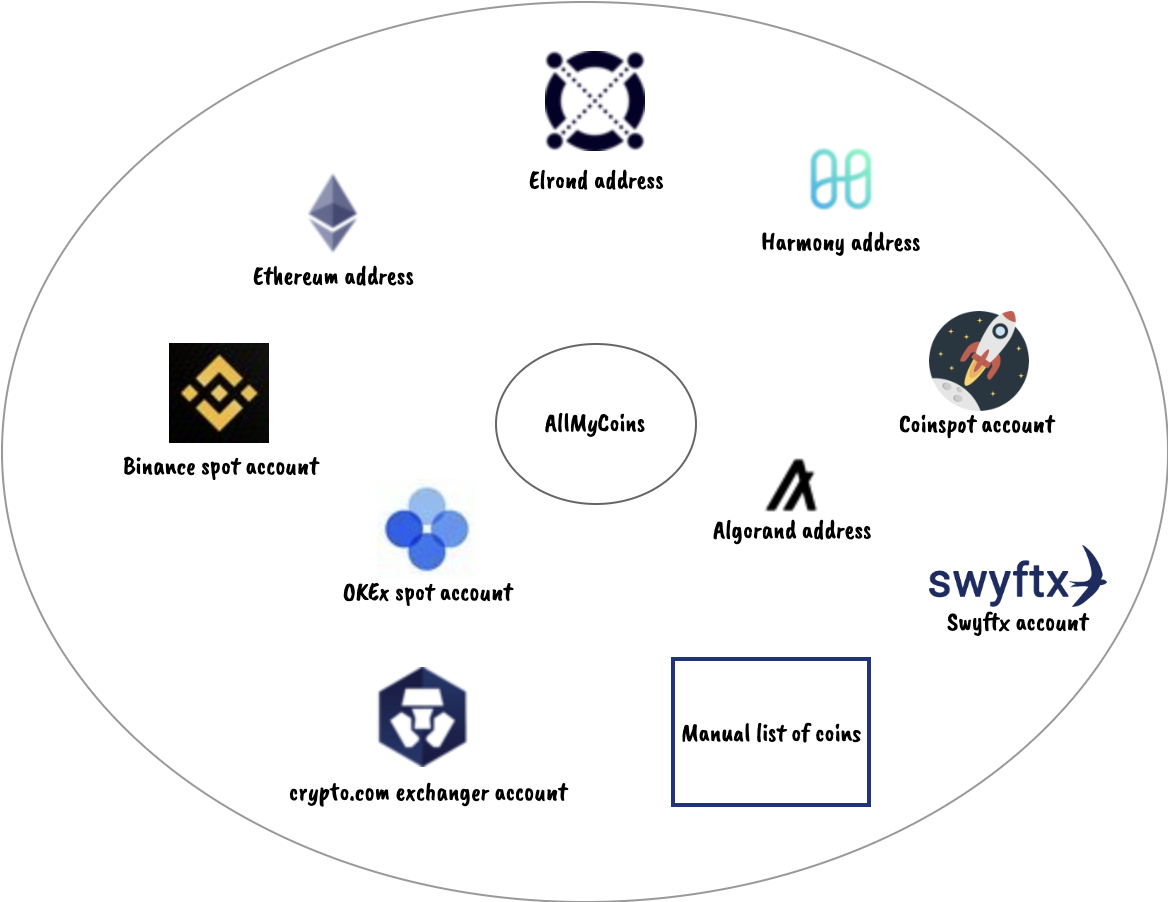 Elrond address
Harmony address
Ethereum address
Coinspot account
AllMyCoins
Binance spot account
Algorand address
OKEx spot account
swyftx
Swyftx account
Manual list of coins
crypto.com exchanger account